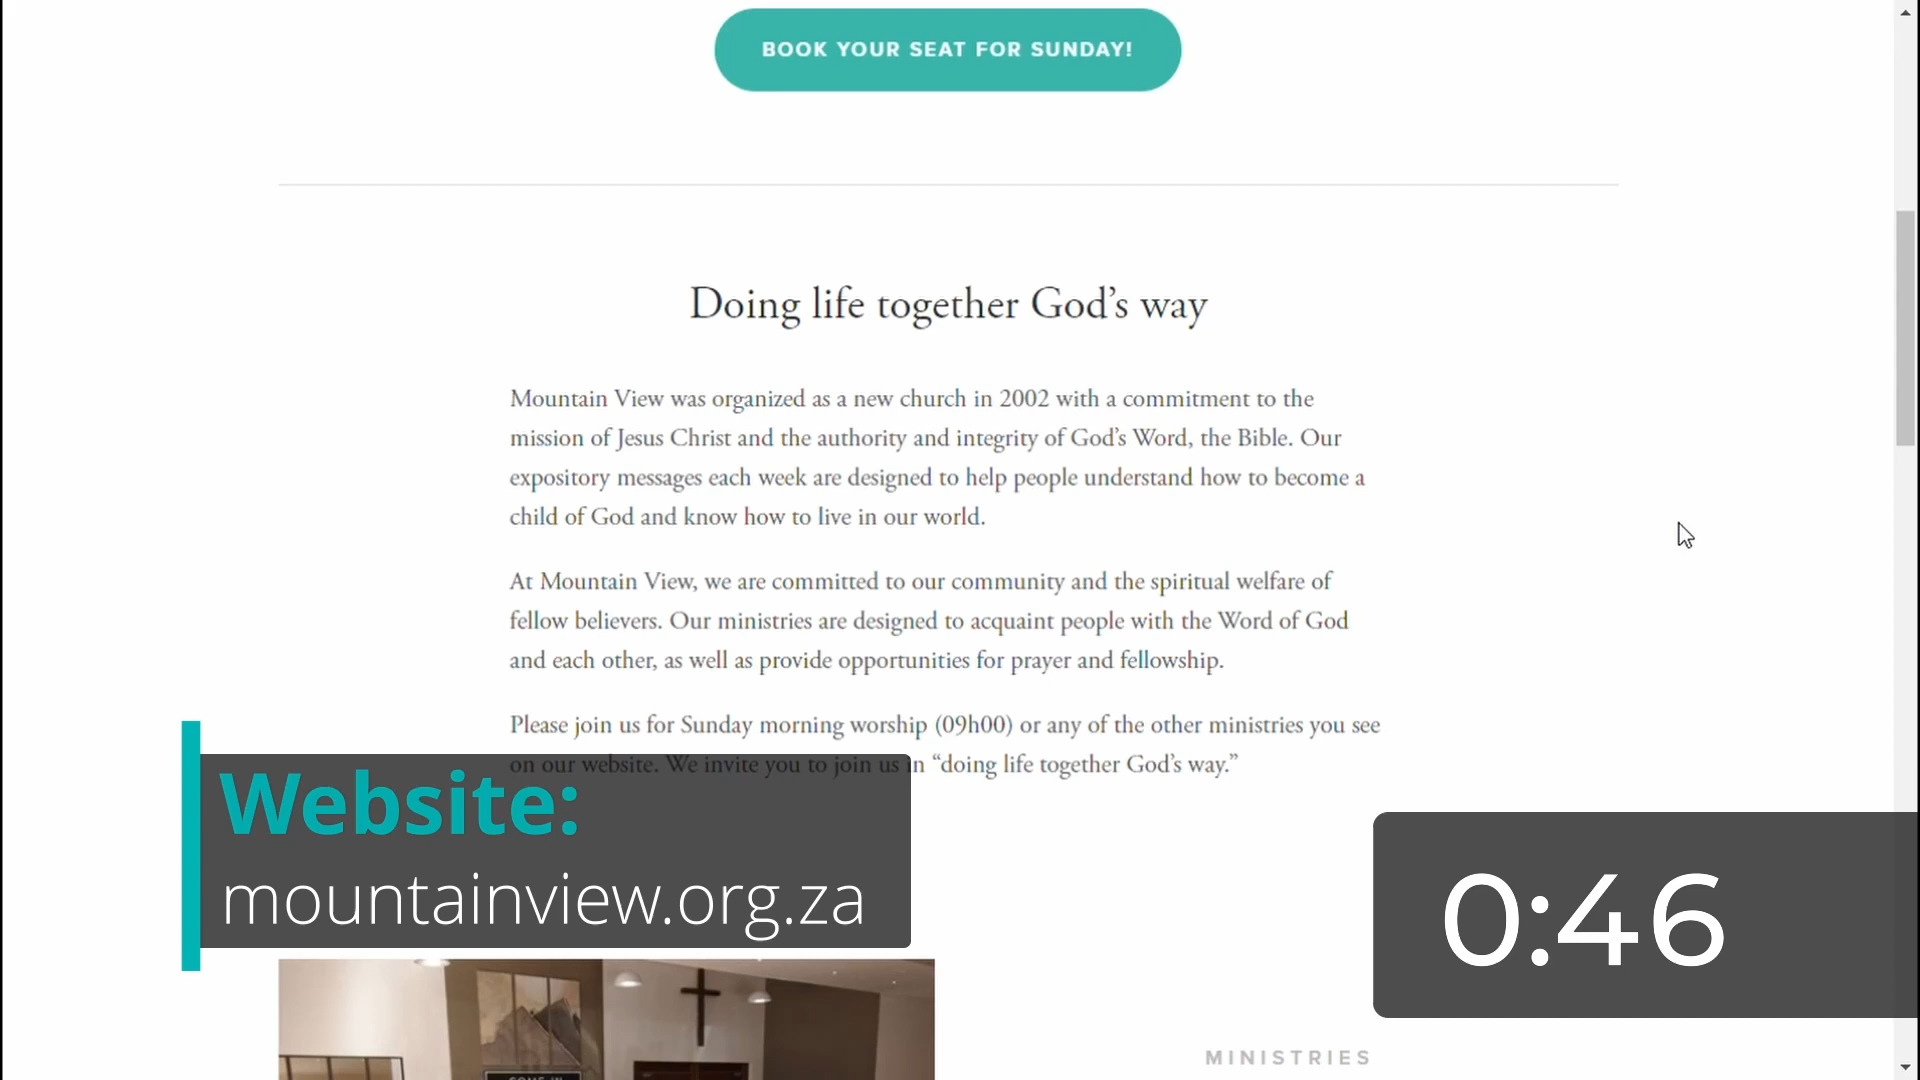 BOOK YOUR SEAT FOR SUNDAY!
Doing life together God’s way
Mountain View was organized as a new church in 2002 with a commitment to the
mission of Jesus Christ and the authority and integrity of God’s Word, the Bible. Our
expository messages each week are designed to help people understand how to become a
child of God and know how to live in our world.
At Mountain View, we are committed to our community and the spiritual welfare of
fellow believers. Our ministries are designed to acquaint people with the Word of God
and each other, as well as provide opportunities for prayer and fellowship.
Please join us for Sunday morning worship (09h00) or any of the other ministries you see
on our website. We invite you to join us in “doing life together God’s way.”
Website:
mountainview.org.za
0:46
COME IN
MINISTRIES